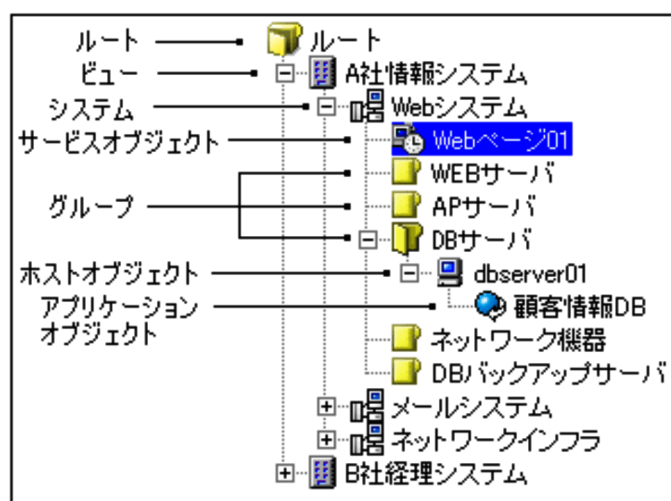 ルート ルート
ビュー A社情報システム
システム Webシステム
サービスオブジェクト Webページ01
WEBサーバ
グループ APサーバ
DBサーバ
ホストオブジェクト dbserver01
アプリケーション 顧客情報DB
オブジェクト ネットワーク機器
DBバックアップサーバ
メールシステム
ネットワークインフラ
B社経理システム